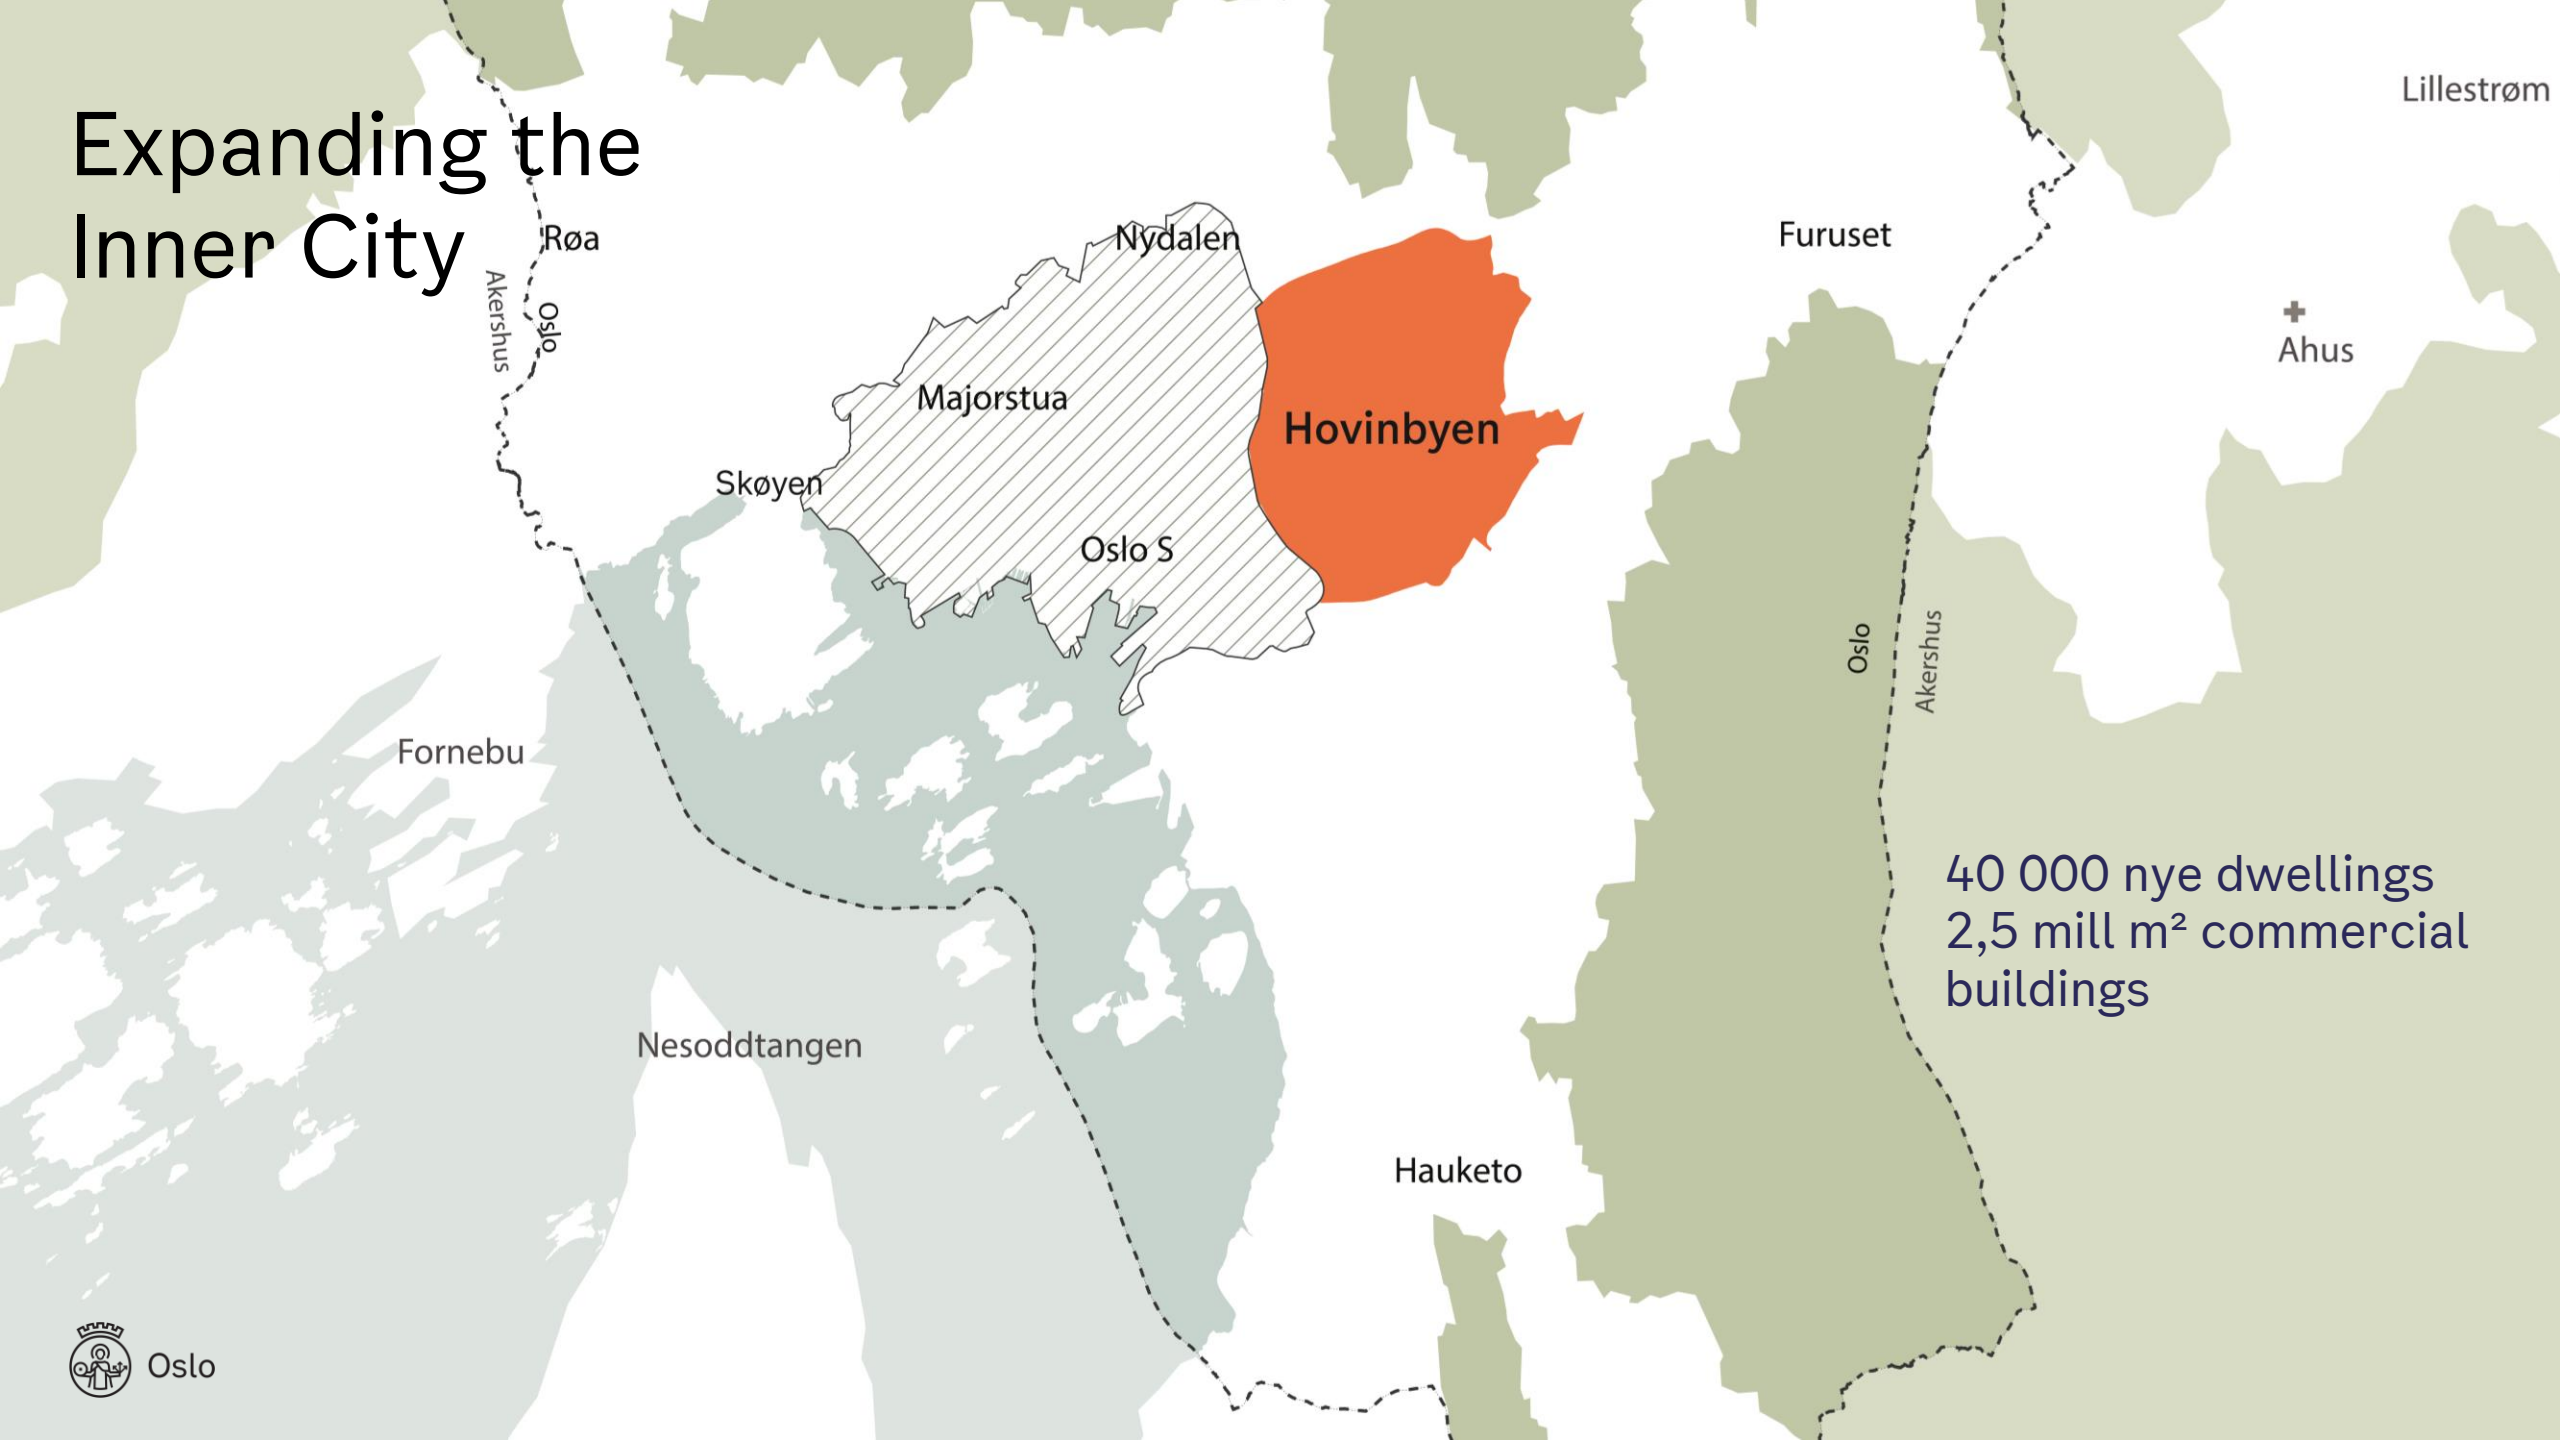 Expanding the
Inner City
Lillestrøm
Røa
Nydalen
Furuset
Akershus
Oslo
Ahus
Majorstua
Hovinbyen
Skøyen
Oslo S
Oslo
Akershus
Fornebu
40 000 nye dwellings
2,5 mill m² commercial
buildings
Nesoddtangen
Hauketo
Oslo